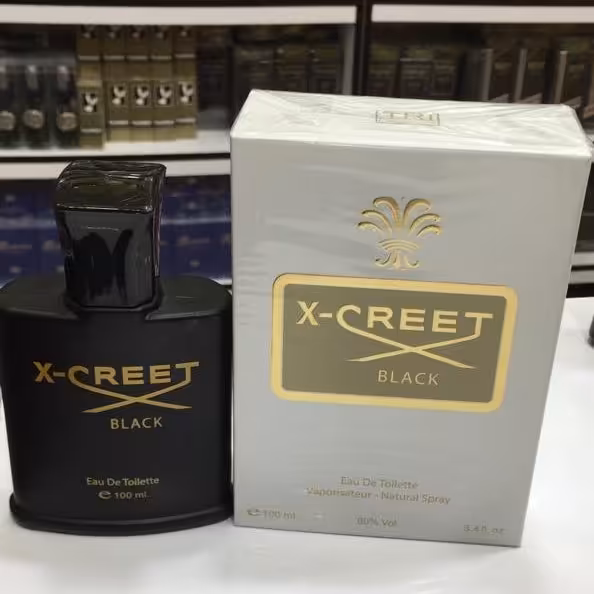 X-CREET
BLACK
Eau De Toilette
℮ 100 ml.
TRI
X-CREET
BLACK
Eau De Toilette
Vaporisateur - Natural Spray
℮ 100 ml
80% Vol
3.4 fl oz